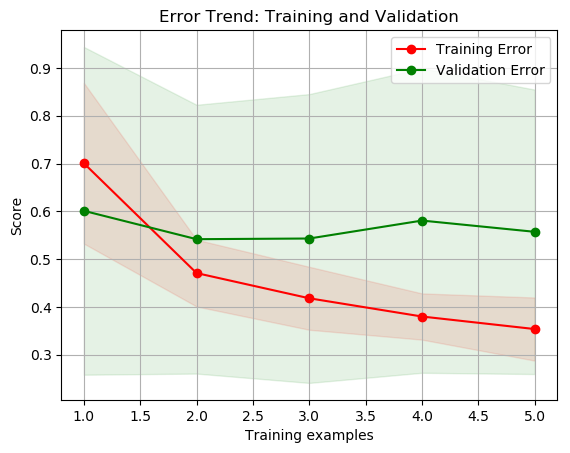 Error Trend: Training and Validation
Training Error
Validation Error
Score
0.9
0.8
0.7
0.6
0.5
0.4
0.3
1.0 1.5 2.0 2.5 3.0 3.5 4.0 4.5 5.0
Training examples